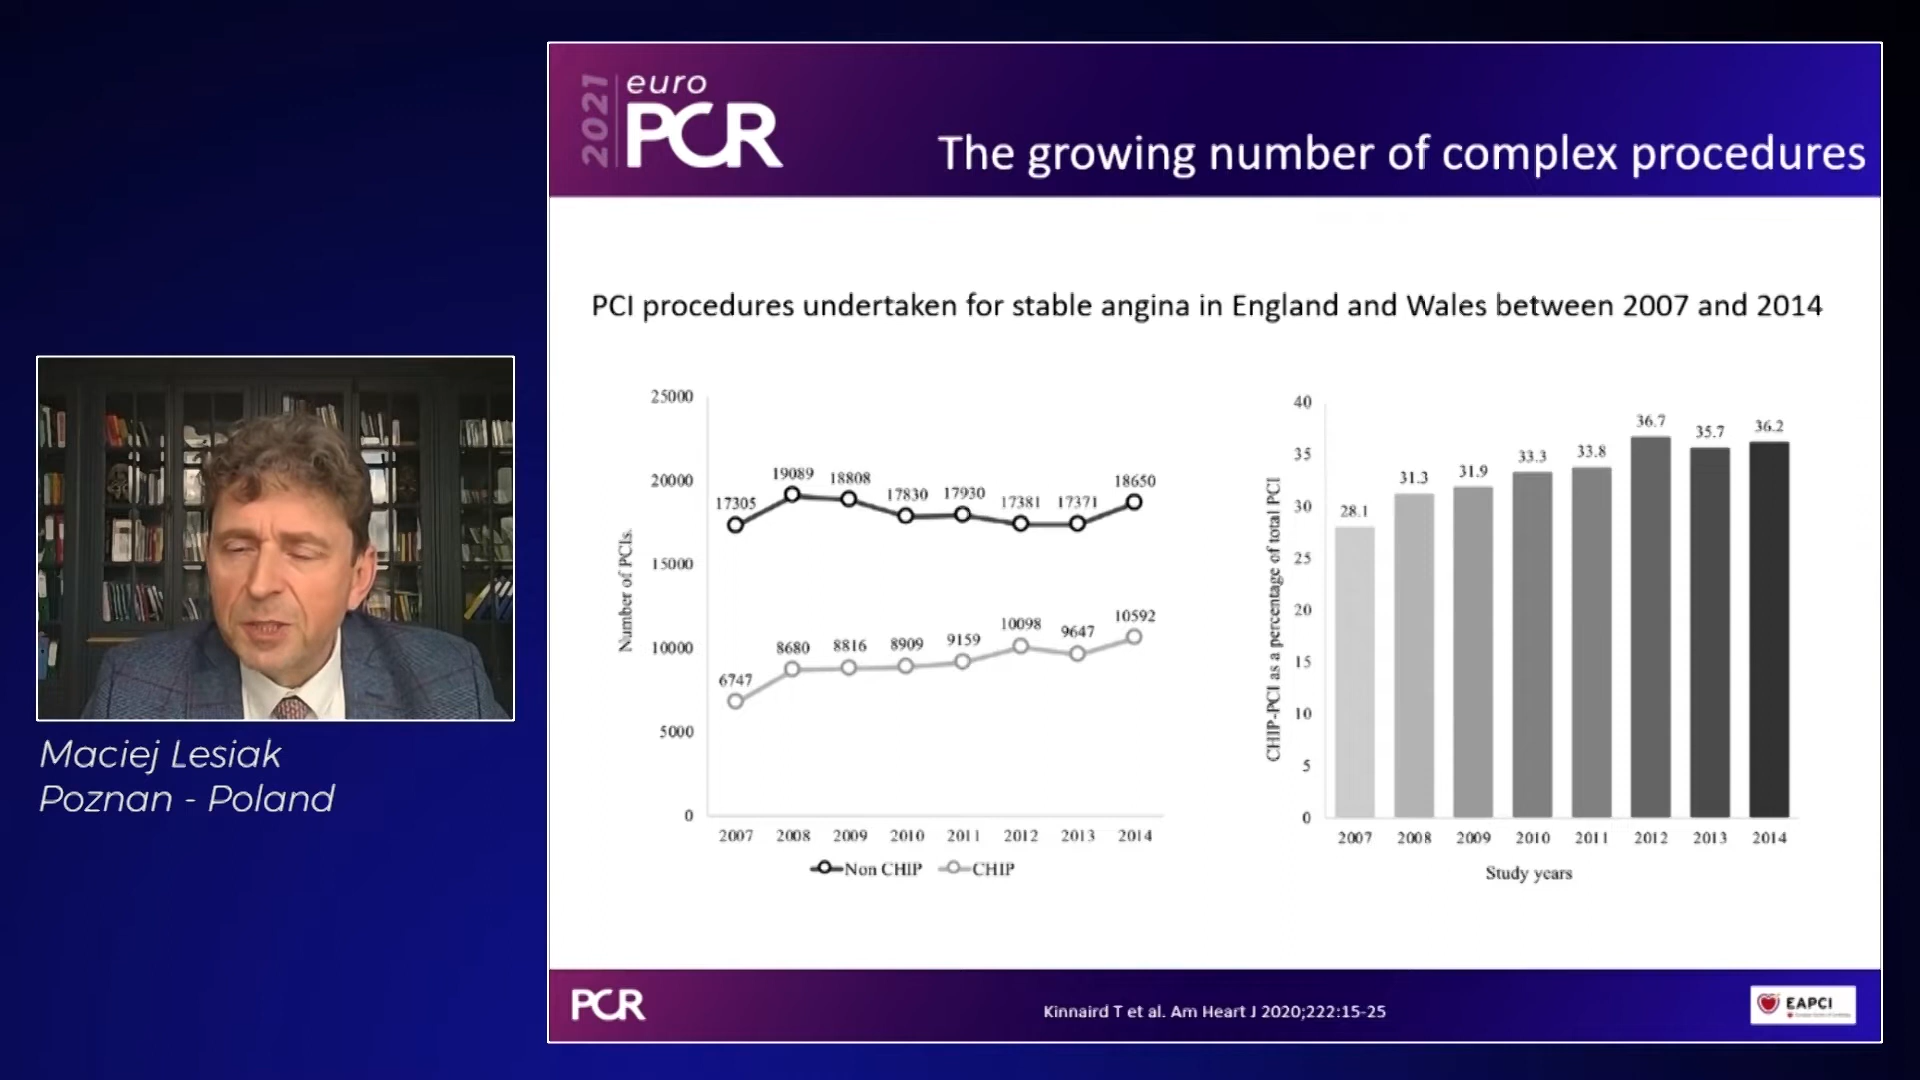 2021
euro
PCR
The growing number of complex procedures
PCI procedures undertaken for stable angina in England and Wales between 2007 and 2014
Number of PCIs.
25000
20000
15000
10000
5000
0
17305
19089
18808
17830
17930
17381
17371
18650
6747
8680
8816
8909
9159
10098
9647
10592
2007 2008 2009 2010 2011 2012 2013 2014
Non CHIP CHIP
CHIP-PCI as a percentage of total PCI
40
35
30
25
20
15
10
5
0
28.1
31.3
31.9
33.3
33.8
36.7
35.7
36.2
2007 2008 2009 2010 2011 2012 2013 2014
Study years
Maciej Lesiak
Poznan - Poland
PCR
Kinnaird T et al. Am Heart J 2020;222:15-25
EAPCI